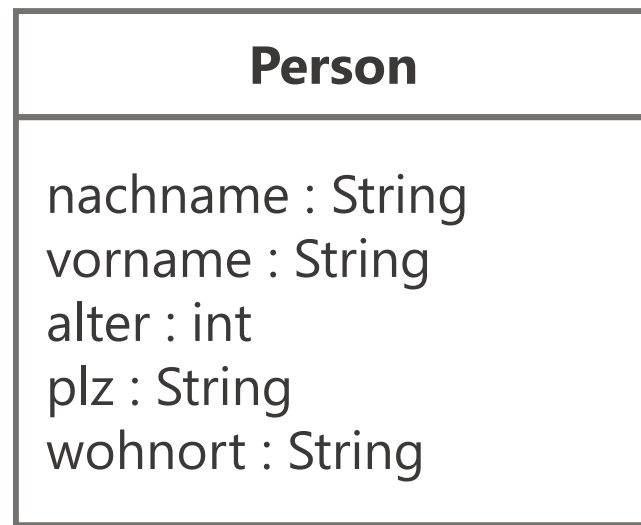 Person
nachname : String
vorname : String
alter : int
plz : String
wohnort : String